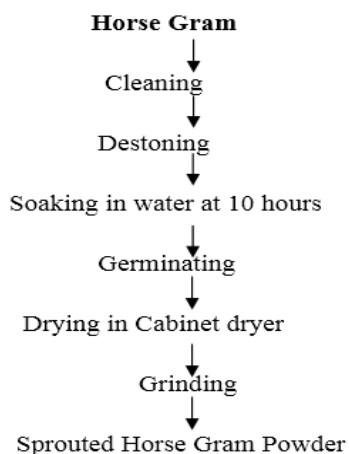 Horse Gram
Cleaning
Destoning
Soaking in water at 10 hours
Germinating
Drying in Cabinet dryer
Grinding
Sprouted Horse Gram Powder